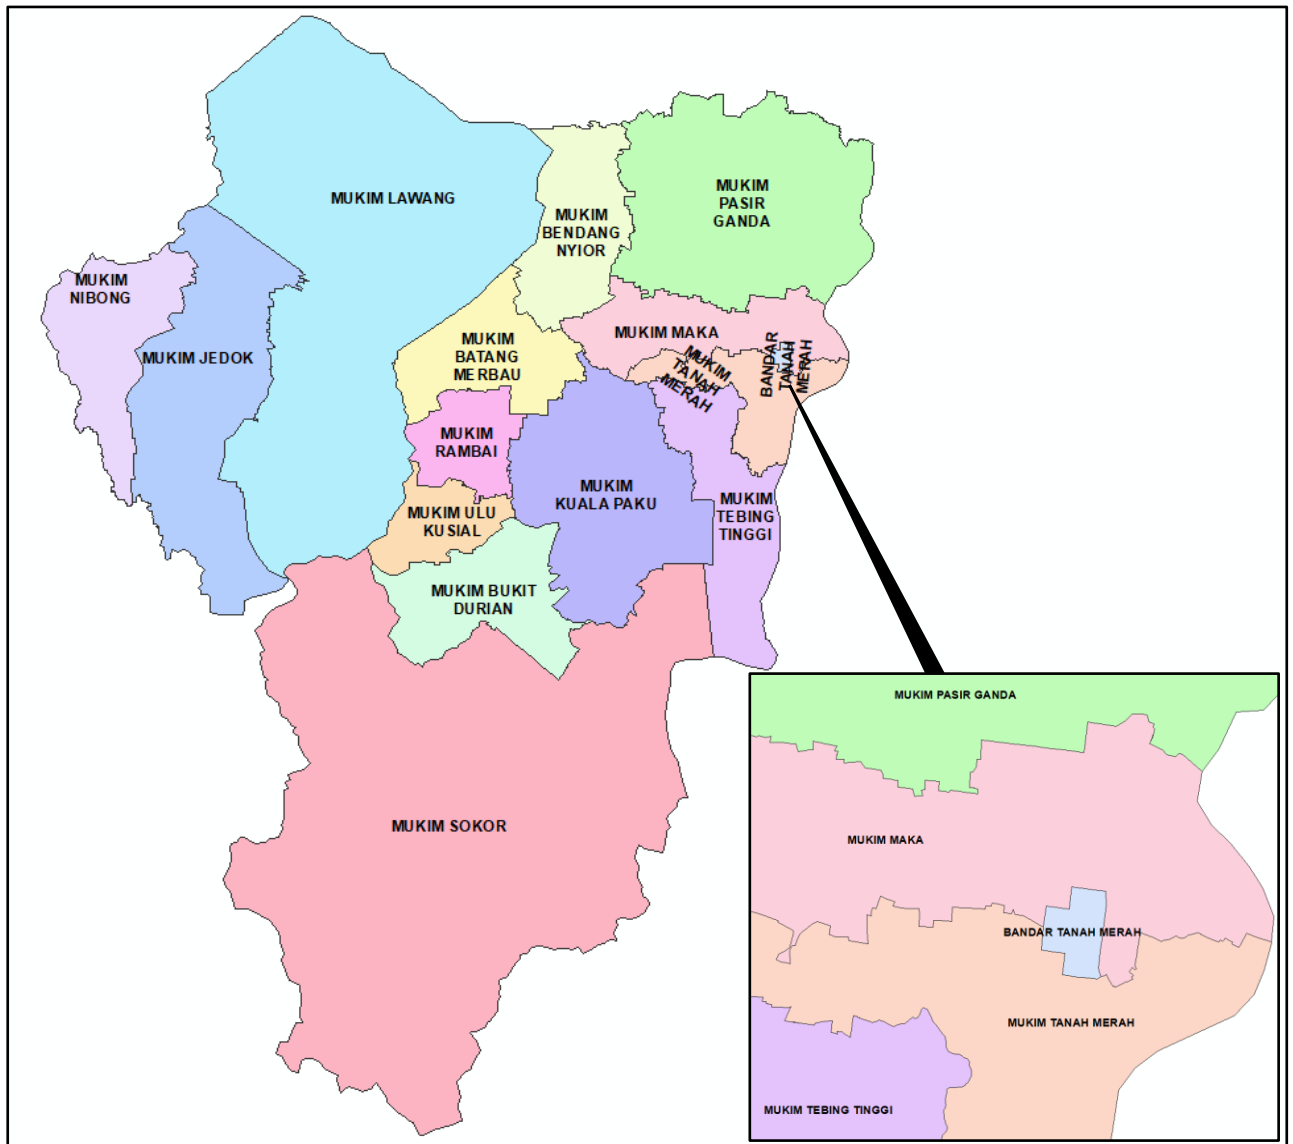 MUKIM LAWANG
MUKIM
PASIR
GANDA
MUKIM
BENDANG
NYIOR
MUKIM
NIBONG
MUKIM JEDOK
MUKIM
BATANG
MERBAU
MUKIM MAKA
MUKIM
TANAH
MERAH
BANDAR
TANAH
MERAH
MUKIM
RAMBAI
MUKIM
KUALA PAKU
MUKIM
TEBING
TINGGI
MUKIM ULU
KUSIAL
MUKIM BUKIT
DURIAN
MUKIM SOKOR
MUKIM PASIR GANDA
MUKIM MAKA
BANDAR TANAH MERAH
MUKIM TANAH MERAH
MUKIM TEBING TINGGI